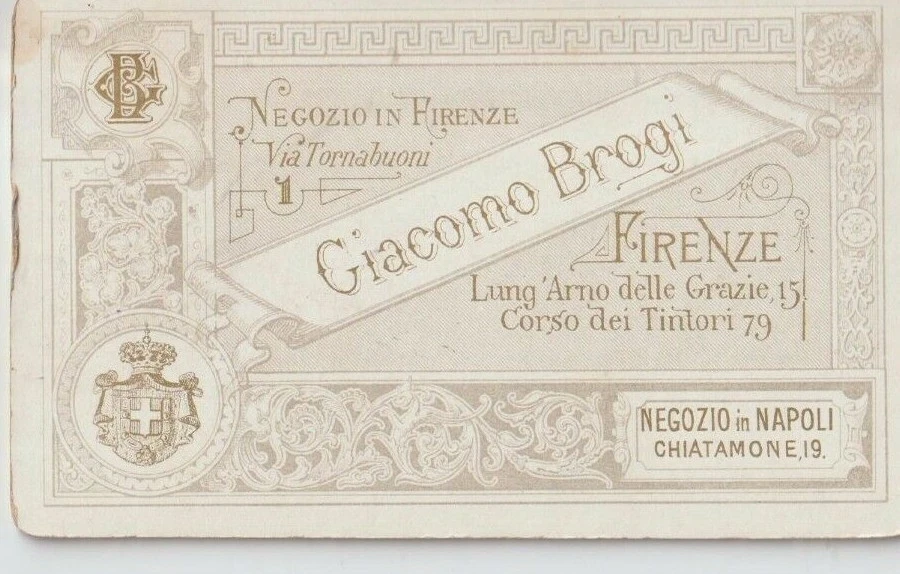 GB
NEGOZIO IN FIRENZE
Via Tornabuoni
1
Giacomo Brogi
FIRENZE
Lung'Arno delle Grazie, 15
Corso dei Tintori 79
NEGOZIO in NAPOLI
CHIATAMONE, 19.